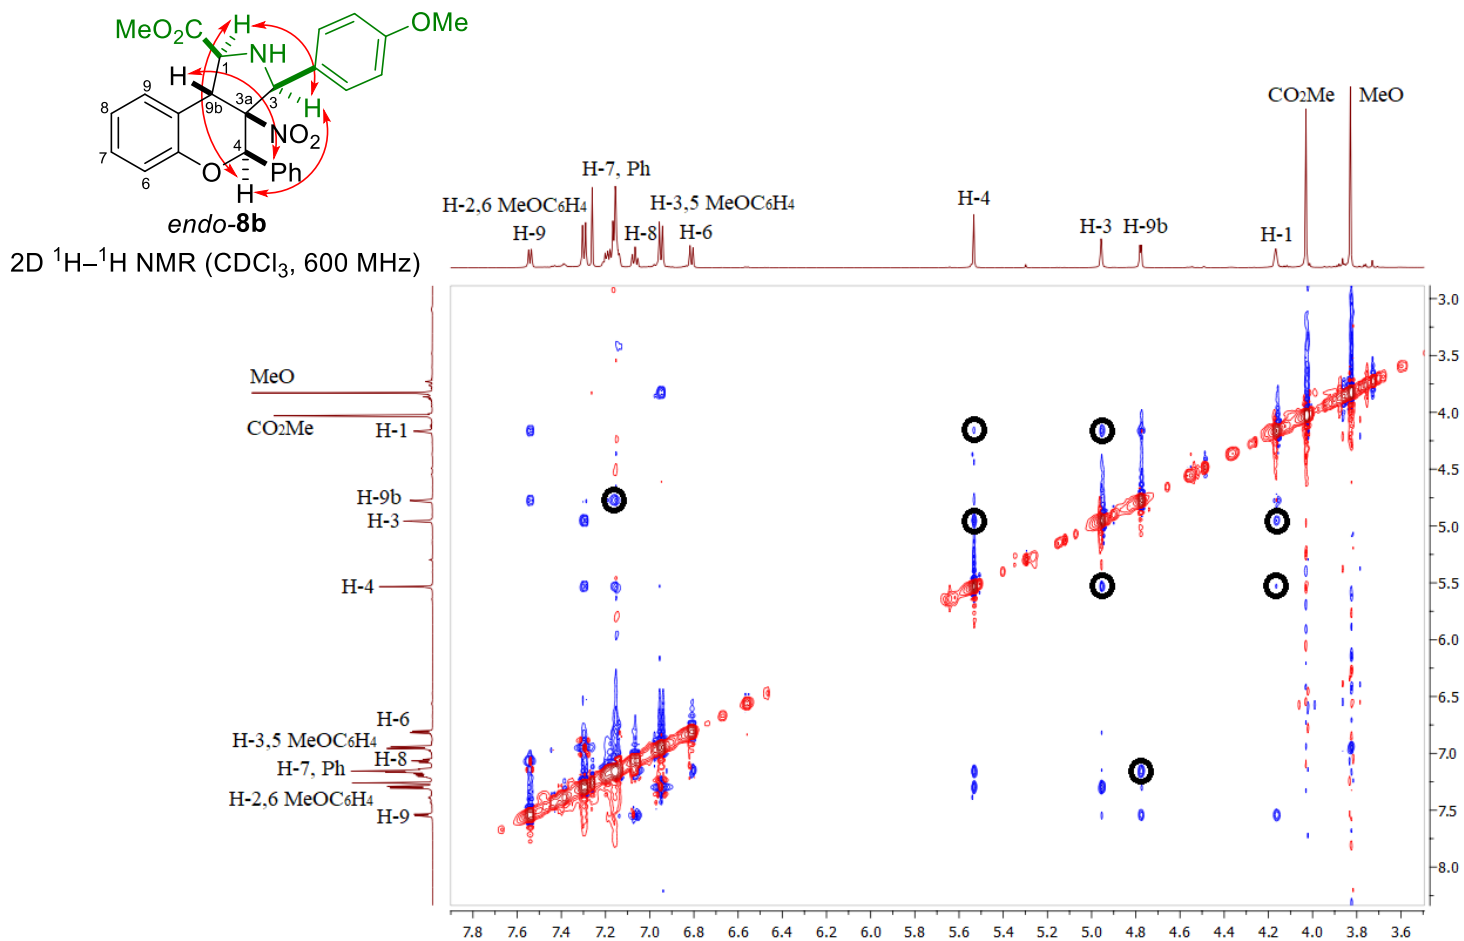 MeO2C H NH OMe
1
H
9 3a 3 H
8 9b NO2
7 4 Ph
6 O H
endo-8b
2D 1H–1H NMR (CDCl3, 600 MHz)
CO2Me MeO
H-7, Ph
H-2,6 MeOC6H4 H-3,5 MeOC6H4 H-4
H-9 H-8 H-6 H-3 H-9b H-1
MeO
CO2Me H-1
H-9b
H-3
H-4
H-6
H-3,5 MeOC6H4
H-8
H-7, Ph
H-2,6 MeOC6H4
H-9
3.0
3.5
4.0
4.5
5.0
5.5
6.0
6.5
7.0
7.5
8.0
7.8 7.6 7.4 7.2 7.0 6.8 6.6 6.4 6.2 6.0 5.8 5.6 5.4 5.2 5.0 4.8 4.6 4.4 4.2 4.0 3.8 3.6